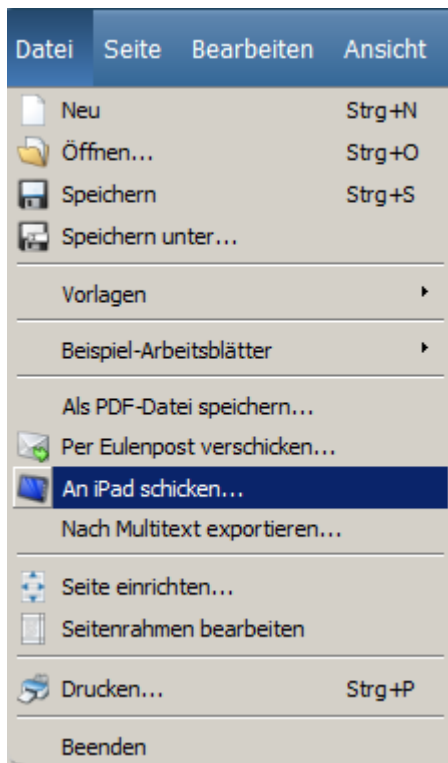 Datei Seite Bearbeiten Ansicht
Neu Strg+N
Öffnen... Strg+O
Speichern Strg+S
Speichern unter...
Vorlagen
Beispiel-Arbeitsblätter
Als PDF-Datei speichern...
Per Eulenpost verschicken...
An iPad schicken...
Nach Multitext exportieren...
Seite einrichten...
Seitenrahmen bearbeiten
Drucken... Strg+P
Beenden